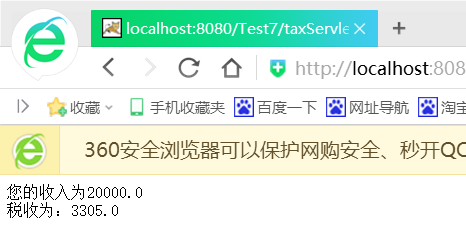 localhost:8080/Test7/taxServle
http://localhost:808
收藏 手机收藏夹 百度一下 网址导航 淘宝
360安全浏览器可以保护网购安全、秒开QC
您的收入为20000.0
税收为：3305.0